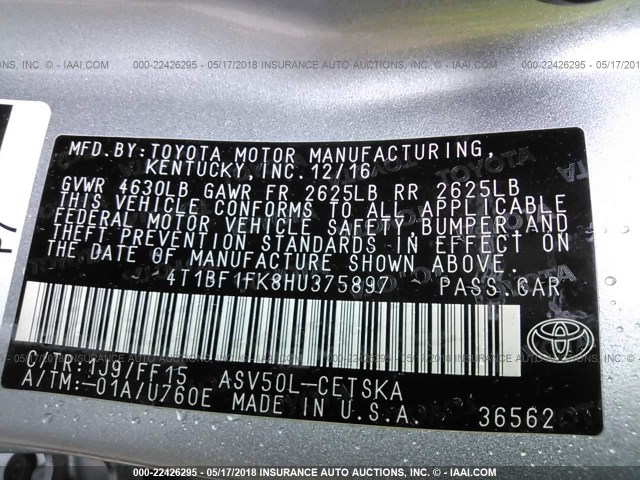 000-22426295 - 05/17/2018 INSURANCE AUTO AUCTIONS, INC. - IAAI.COM
MFD.BY:TOYOTA MOTOR MANUFACTURING,
KENTUCKY,INC.12/16
GVWR 4630LB GAWR FR 2625LB RR 2625LB
THIS VEHICLE CONFORMS TO ALL APPLICABLE
FEDERAL MOTOR VEHICLE SAFETY BUMPER AND
THEFT PREVENTION STANDARDS IN EFFECT ON
THE DATE OF MANUFACTURE SHOWN ABOVE.
4T1BF1FK8HU375897 - PASS.CAR
C/TR:1J9/FF15 ASV50L-CETSKA
A/TM:-01A/U760E MADE IN U.S.A. 36562
000-22426295 - 05/17/2018 INSURANCE AUTO AUCTIONS, INC. - IAAI.COM